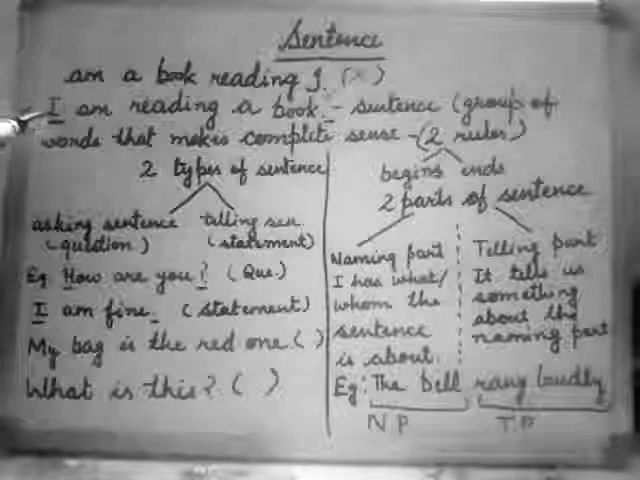 Sentence
am a book reading I. (×)
I am reading a book. - sentence (group of
words that makes complete sense -(2 rules)
begins ends
2 types of sentence
asking sentence telling sen.
(question) (statement)
Eg How are you? (Que.)
I am fine. (statement)
My bag is the red one ( )
What is this? ( )
2 parts of sentence
Naming part
I has what/
whom the
sentence
is about.
Telling part
It tells us
something
about the
naming part
Eg: The bell rang loudly
NP TP